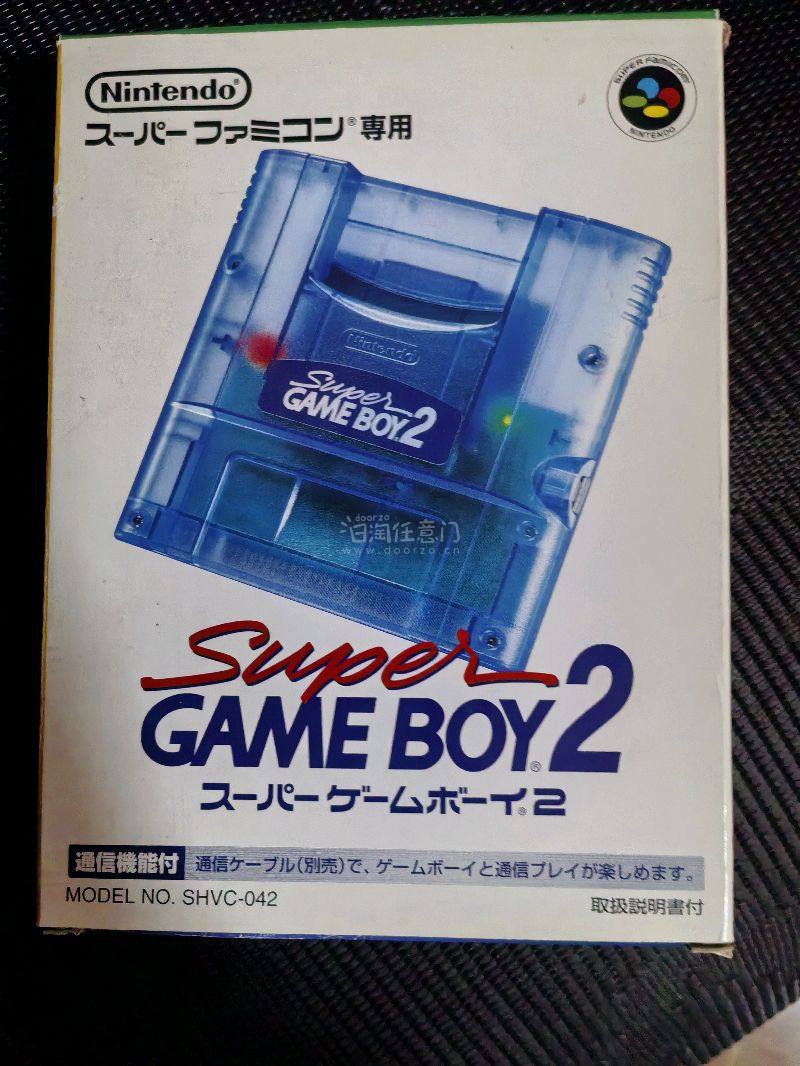 Nintendo®
スーパーファミコン®専用
SUPER FAMICOM
NINTENDO
Nintendo
Super
GAME BOY.2
doorzo
日淘任意门
www.doorzo.cn
Super
GAME BOY®2
スーパーゲームボーイ®2
通信機能付 通信ケーブル(別売)で、ゲームボーイと通信プレイが楽しめます。
MODEL NO. SHVC-042 取扱説明書付